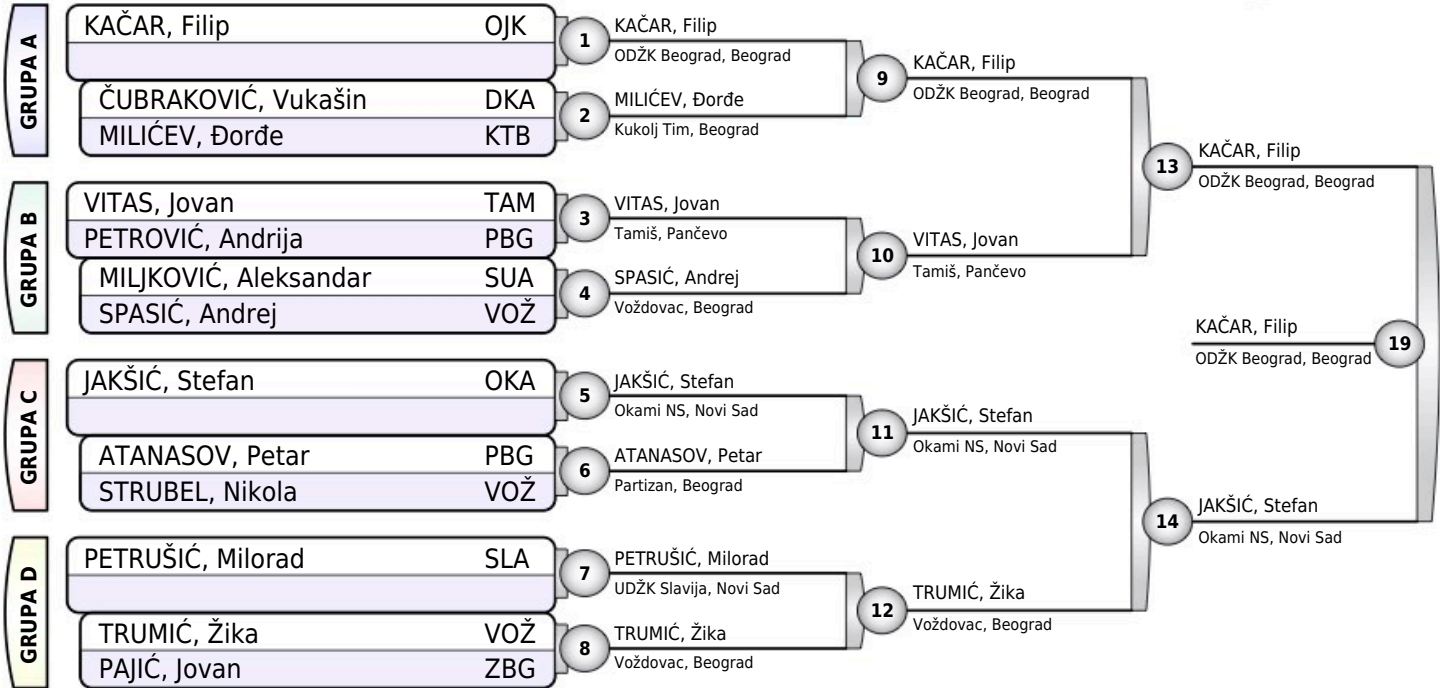 GRUPA A
KAČAR, Filip OJK
ČUBRAKOVIĆ, Vukašin DKA
MILIĆEV, Đorđe KTB
GRUPA B
VITAS, Jovan TAM
PETROVIĆ, Andrija PBG
MILJKOVIĆ, Aleksandar SUA
SPASIĆ, Andrej VOŽ
GRUPA C
JAKŠIĆ, Stefan OKA
ATANASOV, Petar PBG
STRUBEL, Nikola VOŽ
GRUPA D
PETRUŠIĆ, Milorad SLA
TRUMIĆ, Žika VOŽ
PAJIĆ, Jovan ZBG
1
KAČAR, Filip
ODŽK Beograd, Beograd
2
MILIĆEV, Đorđe
Kukolj Tim, Beograd
3
VITAS, Jovan
Tamiš, Pančevo
4
SPASIĆ, Andrej
Voždovac, Beograd
5
JAKŠIĆ, Stefan
Okami NS, Novi Sad
6
ATANASOV, Petar
Partizan, Beograd
7
PETRUŠIĆ, Milorad
UDŽK Slavija, Novi Sad
8
TRUMIĆ, Žika
Voždovac, Beograd
9
KAČAR, Filip
ODŽK Beograd, Beograd
10
VITAS, Jovan
Tamiš, Pančevo
11
JAKŠIĆ, Stefan
Okami NS, Novi Sad
12
TRUMIĆ, Žika
Voždovac, Beograd
13
KAČAR, Filip
ODŽK Beograd, Beograd
14
JAKŠIĆ, Stefan
Okami NS, Novi Sad
KAČAR, Filip
ODŽK Beograd, Beograd
19